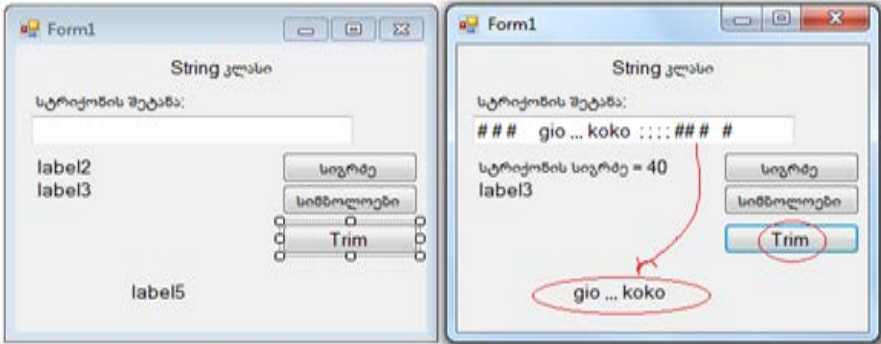 Form1
String კლასი
სტრიქონის შეტანა:
label2
სიგრძე
label3
სიმბოლოები
Trim
label5
Form1
String კლასი
სტრიქონის შეტანა:
# # # gio ... koko : : : : ## # #
სტრიქონის სიგრძე = 40
სიგრძე
label3
სიმბოლოები
Trim
gio ... koko